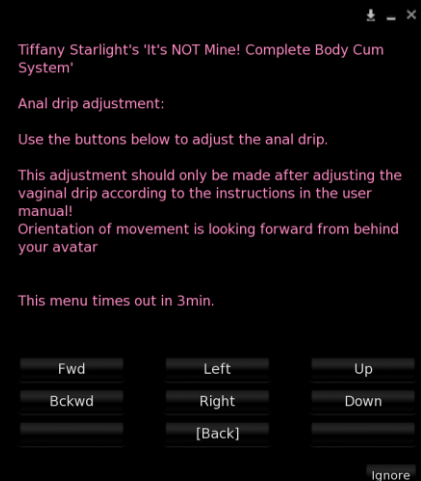 Tiffany Starlight's 'It's NOT Mine! Complete Body Cum
System'
Anal drip adjustment:
Use the buttons below to adjust the anal drip.
This adjustment should only be made after adjusting the
vaginal drip according to the instructions in the user
manual!
Orientation of movement is looking forward from behind
your avatar
This menu times out in 3min.
Fwd Left Up
Bckwd Right Down
[Back]
Ignore